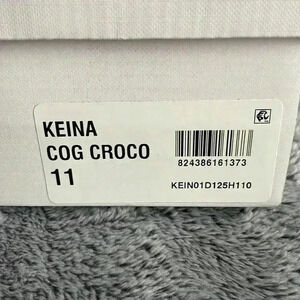 KEINA
COG CROCO
11
824386161373
KEIN01D125H110